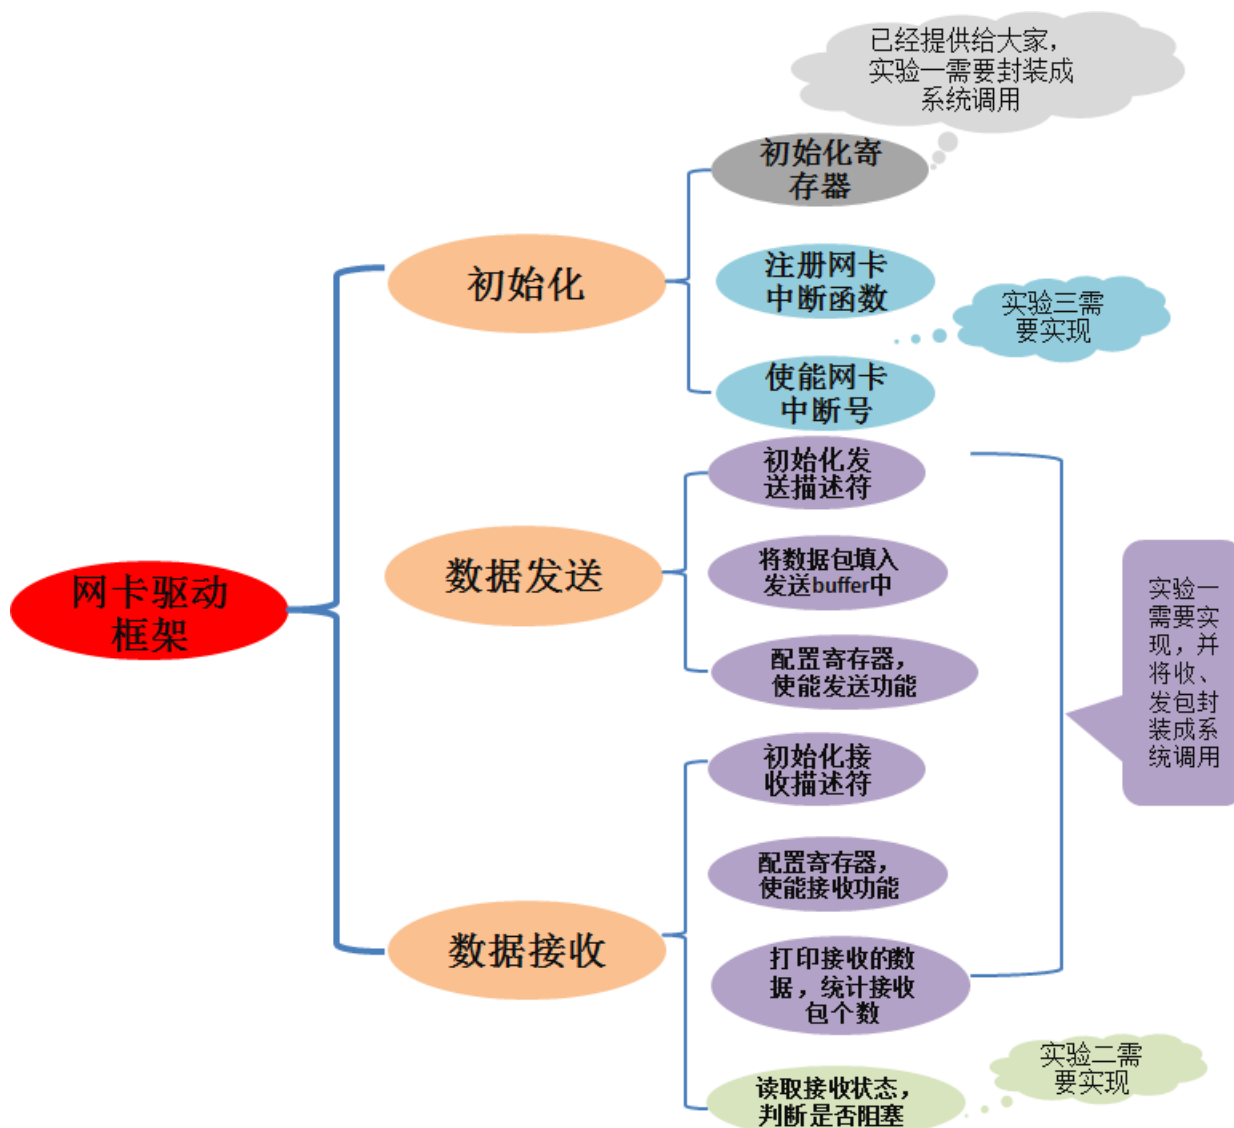 已经提供给大家，
实验一需要封装成
系统调用
初始化寄
存器
初始化
注册网卡
中断函数
实验三需
要实现
使能网卡
中断号
初始化发
送描述符
数据发送
将数据包填入
发送buffer中
网卡驱动
框架
实验一
需要实
现，并
将收、
发包封
装成系
统调用
配置寄存器，
使能发送功能
初始化接
收描述符
配置寄存器，
使能接收功能
数据接收
打印接收的数
据，统计接收
包个数
实验二需
要实现
读取接收状态，
判断是否阻塞